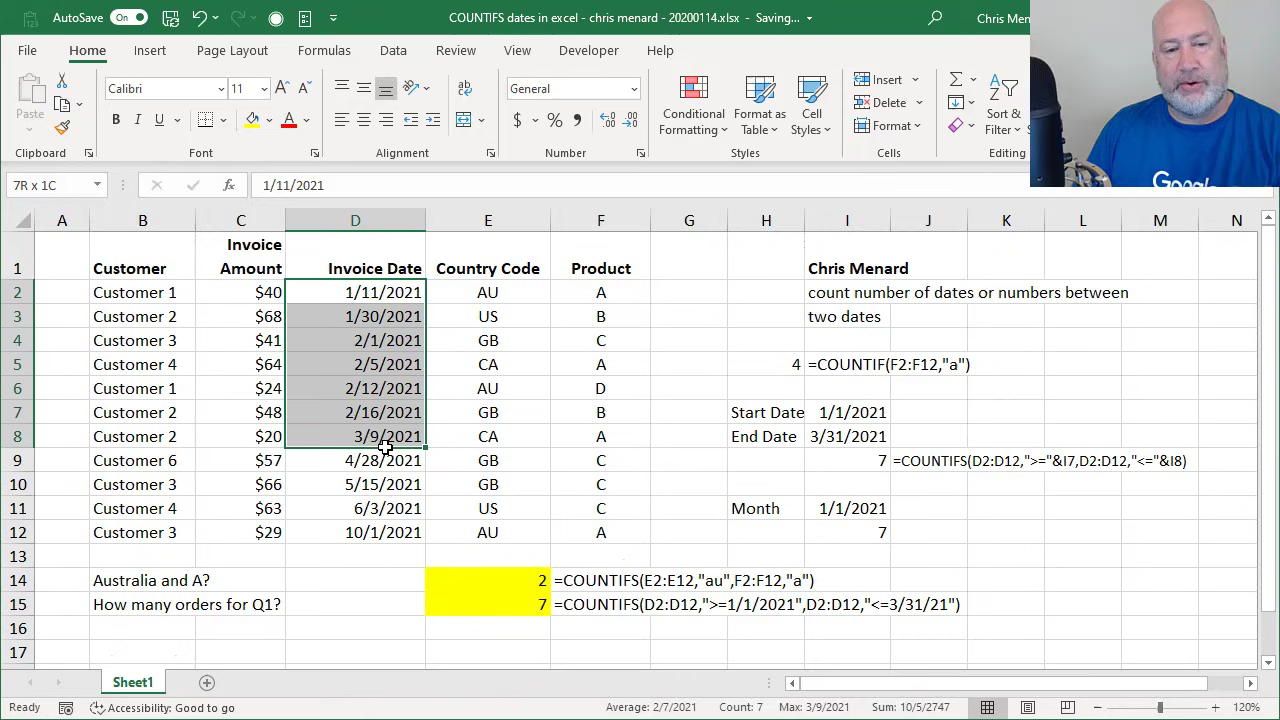 AutoSave On COUNTIFS dates in excel - chris menard - 20200114.xlsx - Saving... Chris Men
File Home Insert Page Layout Formulas Data Review View Developer Help
Calibri 11 General
Paste Conditional Formatting Format as Table Cell Styles Insert Delete Format Sort & Filter
Clipboard Font Alignment Number Styles Cells Editing
7R x 1C fx 1/11/2021
A B C D E F G H I J K L M N
1 Customer Invoice Amount Invoice Date Country Code Product Chris Menard
2 Customer 1 $40 1/11/2021 AU A count number of dates or numbers between
3 Customer 2 $68 1/30/2021 US B two dates
4 Customer 3 $41 2/1/2021 GB C
5 Customer 4 $64 2/5/2021 CA A 4 =COUNTIF(F2:F12,"a")
6 Customer 1 $24 2/12/2021 AU D
7 Customer 2 $48 2/16/2021 GB B Start Date 1/1/2021
8 Customer 2 $20 3/9/2021 CA A End Date 3/31/2021
9 Customer 6 $57 4/28/2021 GB C 7 =COUNTIFS(D2:D12,">="&I7,D2:D12,"<="&I8)
10 Customer 3 $66 5/15/2021 GB C
11 Customer 4 $63 6/3/2021 US C Month 1/1/2021
12 Customer 3 $29 10/1/2021 AU A 7
13
14 Australia and A? 2 =COUNTIFS(E2:E12,"au",F2:F12,"a")
15 How many orders for Q1? 7 =COUNTIFS(D2:D12,">=1/1/2021",D2:D12,"<=3/31/21")
16
17
Sheet1
Ready Accessibility: Good to go Average: 2/7/2021 Count: 7 Max: 3/9/2021 Sum: 10/5/2747 120%
Google